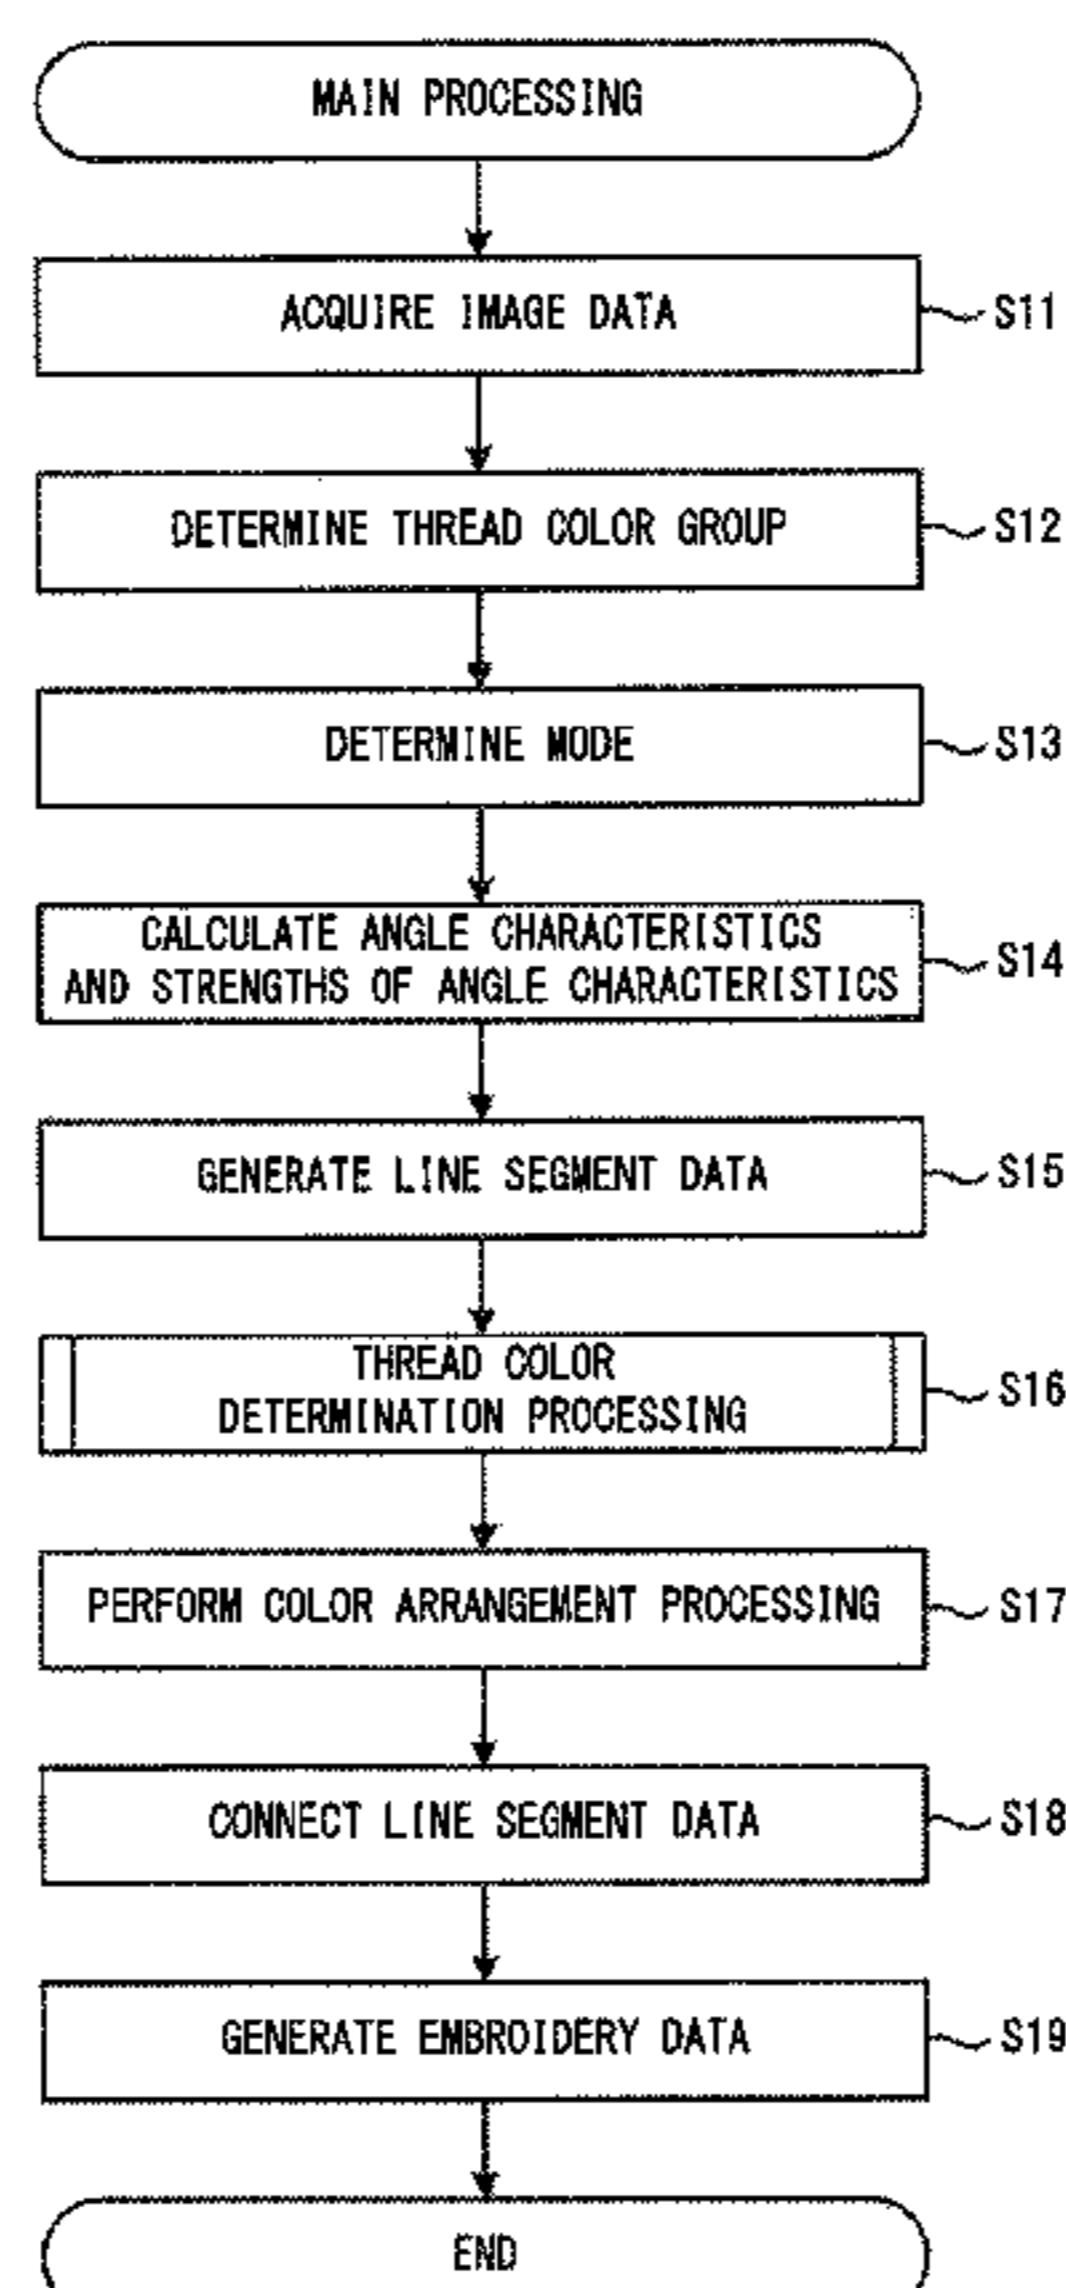 MAIN PROCESSING
ACQUIRE IMAGE DATA
S11
DETERMINE THREAD COLOR GROUP
S12
DETERMINE MODE
S13
CALCULATE ANGLE CHARACTERISTICS
AND STRENGTHS OF ANGLE CHARACTERISTICS
S14
GENERATE LINE SEGMENT DATA
S15
THREAD COLOR
DETERMINATION PROCESSING
S16
PERFORM COLOR ARRANGEMENT PROCESSING
S17
CONNECT LINE SEGMENT DATA
S18
GENERATE EMBROIDERY DATA
S19
END